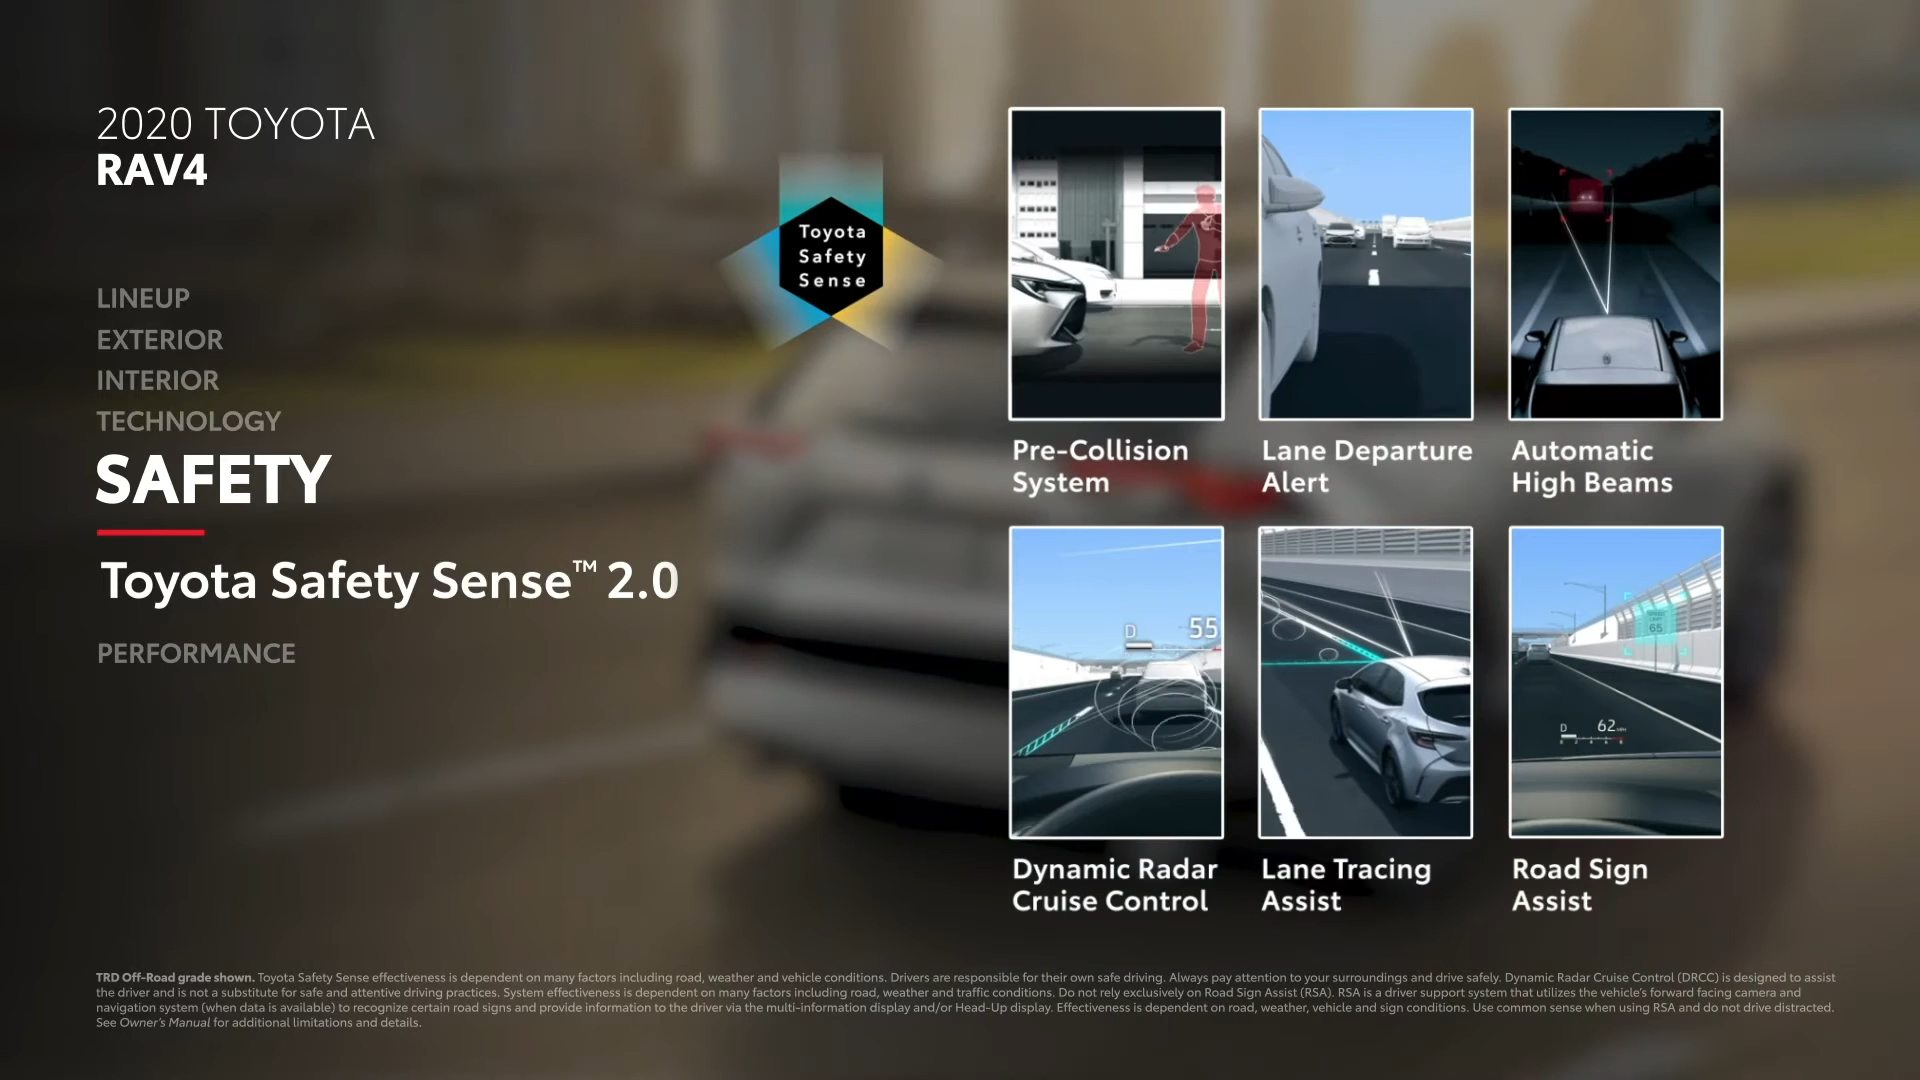 2020 TOYOTA
RAV4
LINEUP
EXTERIOR
INTERIOR
TECHNOLOGY
SAFETY
Toyota Safety Sense™ 2.0
PERFORMANCE
Toyota
Safety
Sense
Pre-Collision
System
Lane Departure
Alert
Automatic
High Beams
D 55
65
D 62
Dynamic Radar
Cruise Control
Lane Tracing
Assist
Road Sign
Assist
TRD Off-Road grade shown. Toyota Safety Sense effectiveness is dependent on many factors including road, weather and vehicle conditions. Drivers are responsible for their own safe driving. Always pay attention to your surroundings and drive safely. Dynamic Radar Cruise Control (DRCC) is designed to assist
the driver and is not a substitute for safe and attentive driving practices. System effectiveness is dependent on many factors including road, weather and traffic conditions. Do not rely exclusively on Road Sign Assist (RSA). RSA is a driver support system that utilizes the vehicle's forward facing camera and
navigation system (when data is available) to recognize certain road signs and provide information to the driver via the multi-information display and/or Head-Up display. Effectiveness is dependent on road, weather, vehicle and sign conditions. Use common sense when using RSA and do not drive distracted.
See Owner's Manual for additional limitations and details.